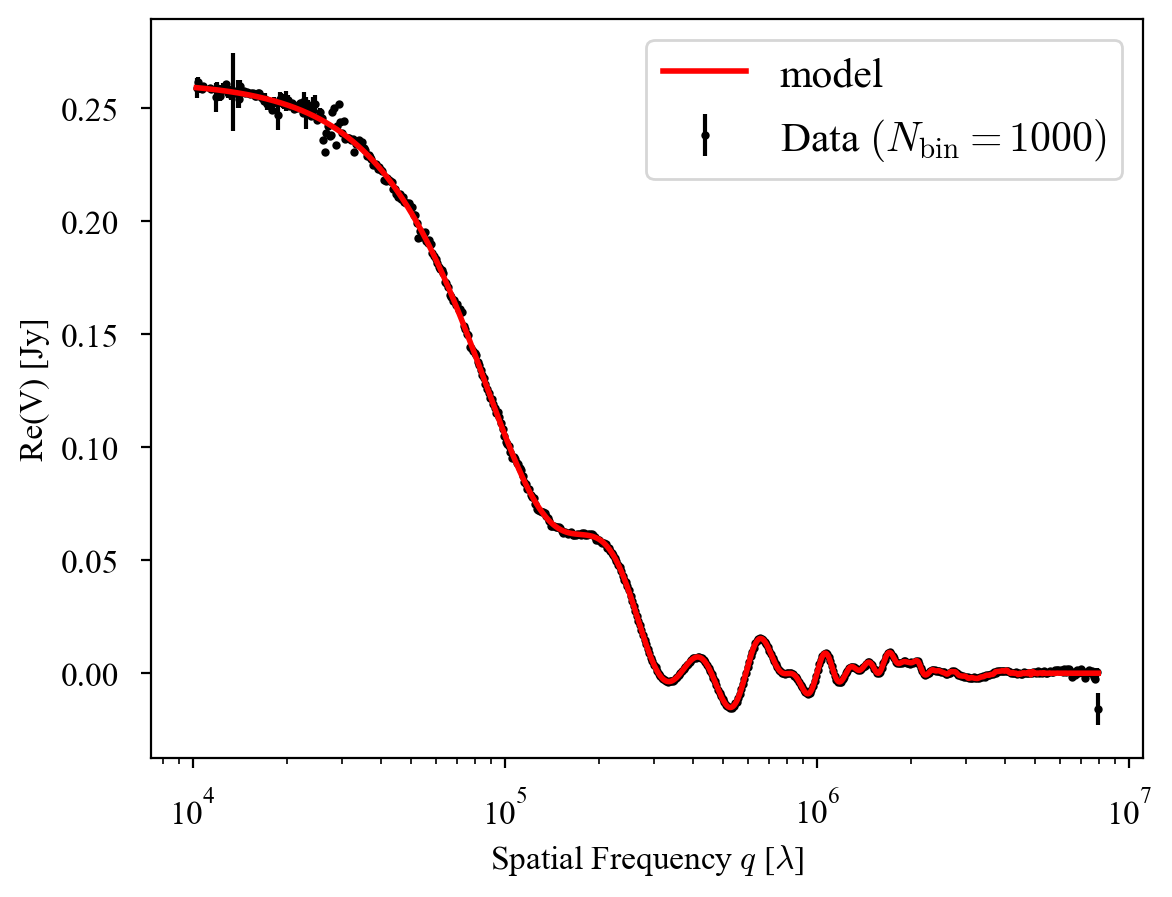 model
Data (N_bin = 1000)
0.25
0.20
0.15
0.10
0.05
0.00
Re(V) [Jy]
10^4 10^5 10^6 10^7
Spatial Frequency q [λ]